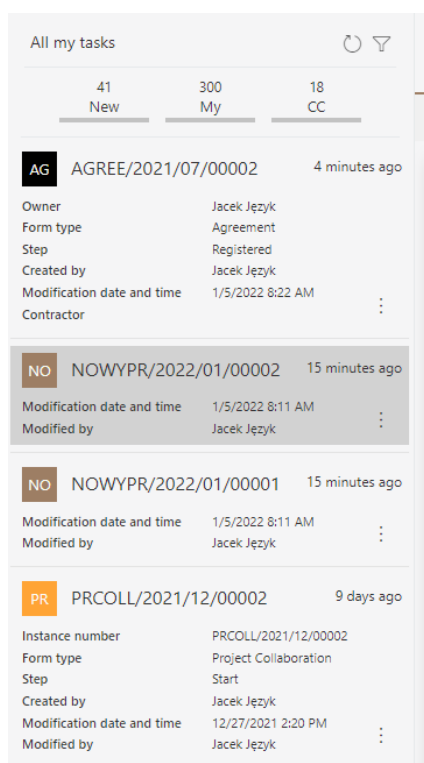 All my tasks
41 300 18
New My CC
AG AGREE/2021/07/00002 4 minutes ago
Owner Jacek Język
Form type Agreement
Step Registered
Created by Jacek Język
Modification date and time 1/5/2022 8:22 AM
Contractor
NO NOWYPR/2022/01/00002 15 minutes ago
Modification date and time 1/5/2022 8:11 AM
Modified by Jacek Język
NO NOWYPR/2022/01/00001 15 minutes ago
Modification date and time 1/5/2022 8:11 AM
Modified by Jacek Język
PR PRCOLL/2021/12/00002 9 days ago
Instance number PRCOLL/2021/12/00002
Form type Project Collaboration
Step Start
Created by Jacek Język
Modification date and time 12/27/2021 2:20 PM
Modified by Jacek Język